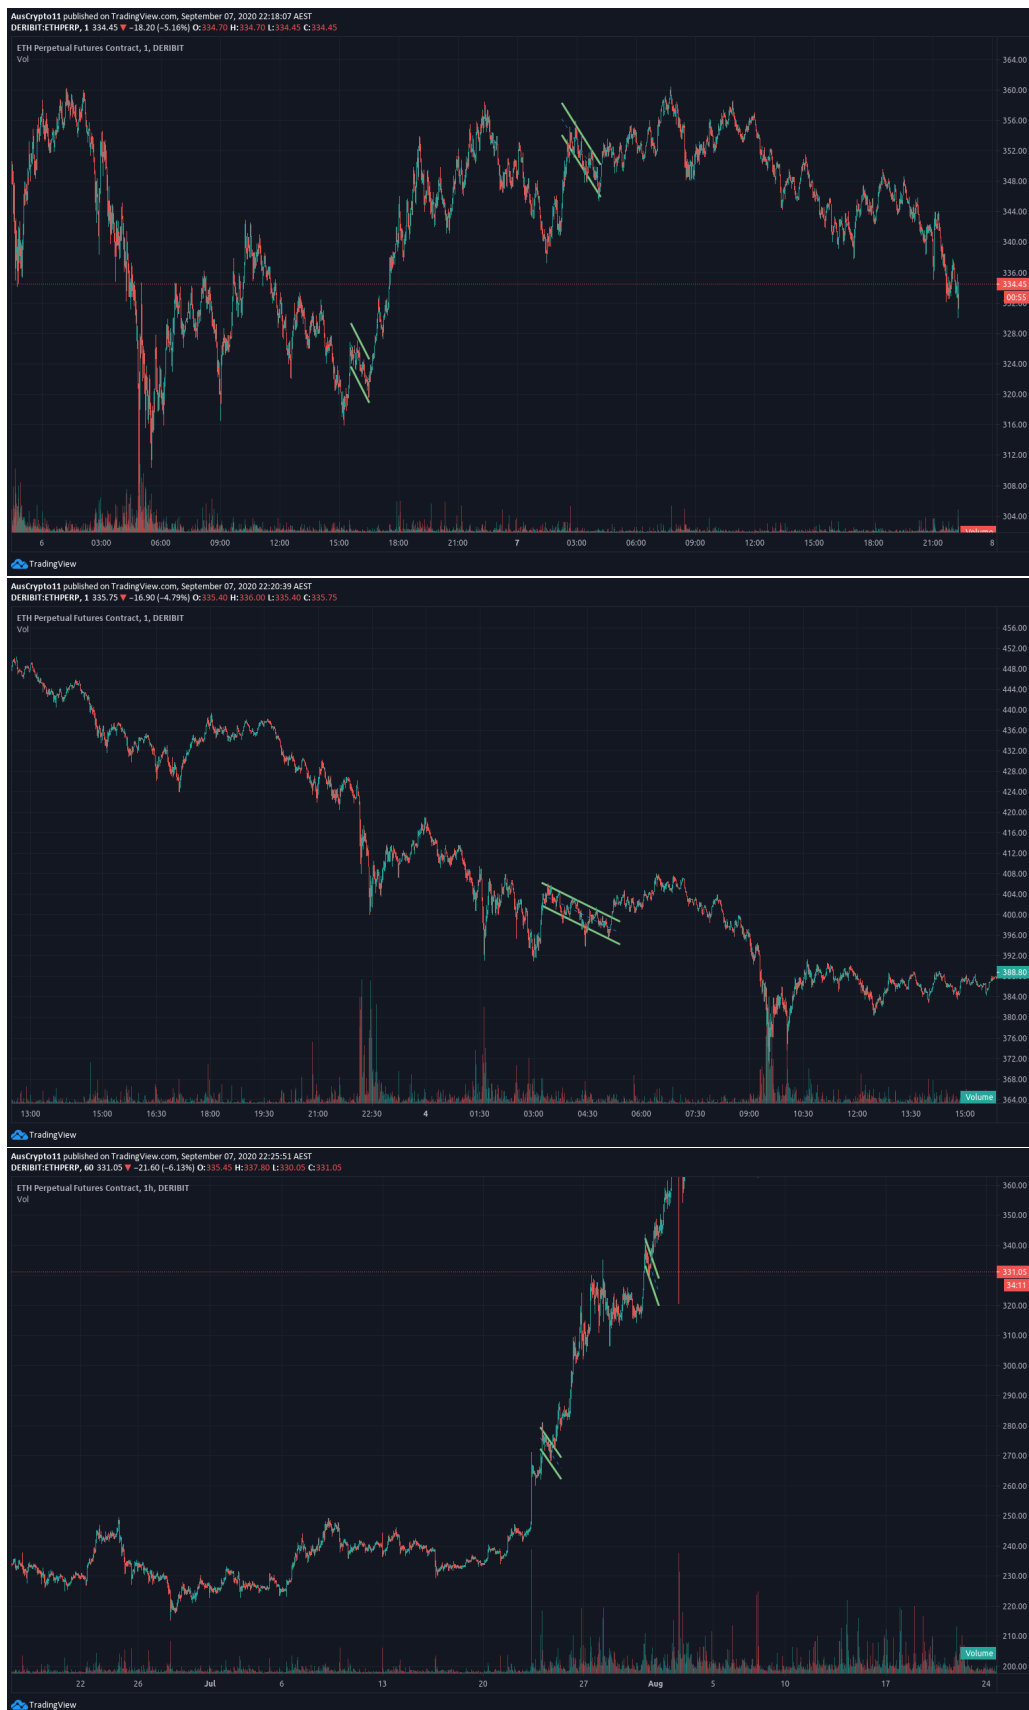 AusCrypto11 published on TradingView.com, September 07, 2020 22:18:07 AEST
DERIBIT:ETHPERP, 1 334.45 ▼ −18.20 (−5.16%) O:334.70 H:334.70 L:334.45 C:334.45
ETH Perpetual Futures Contract, 1, DERIBIT
Vol
364.00
360.00
356.00
352.00
348.00
344.00
340.00
336.00
334.45
00:55
332.00
328.00
324.00
320.00
316.00
312.00
308.00
304.00
Volume
6 03:00 06:00 09:00 12:00 15:00 18:00 21:00 7 03:00 06:00 09:00 12:00 15:00 18:00 21:00 8
TradingView
AusCrypto11 published on TradingView.com, September 07, 2020 22:20:39 AEST
DERIBIT:ETHPERP, 1 335.75 ▼ −16.90 (−4.79%) O:335.40 H:336.00 L:335.40 C:335.75
ETH Perpetual Futures Contract, 1, DERIBIT
Vol
456.00
452.00
448.00
444.00
440.00
436.00
432.00
428.00
424.00
420.00
416.00
412.00
408.00
404.00
400.00
396.00
392.00
388.80
384.00
380.00
376.00
372.00
368.00
364.00
Volume
13:00 15:00 16:30 18:00 19:30 21:00 22:30 4 01:30 03:00 04:30 06:00 07:30 09:00 10:30 12:00 13:30 15:00
TradingView
AusCrypto11 published on TradingView.com, September 07, 2020 22:25:51 AEST
DERIBIT:ETHPERP, 60 331.05 ▼ −21.60 (−6.13%) O:335.45 H:337.80 L:330.05 C:331.05
ETH Perpetual Futures Contract, 1h, DERIBIT
Vol
360.00
350.00
340.00
331.05
34:11
320.00
310.00
300.00
290.00
280.00
270.00
260.00
250.00
240.00
230.00
220.00
210.00
Volume
200.00
22 26 Jul 6 13 20 27 Aug 5 10 17 24
TradingView